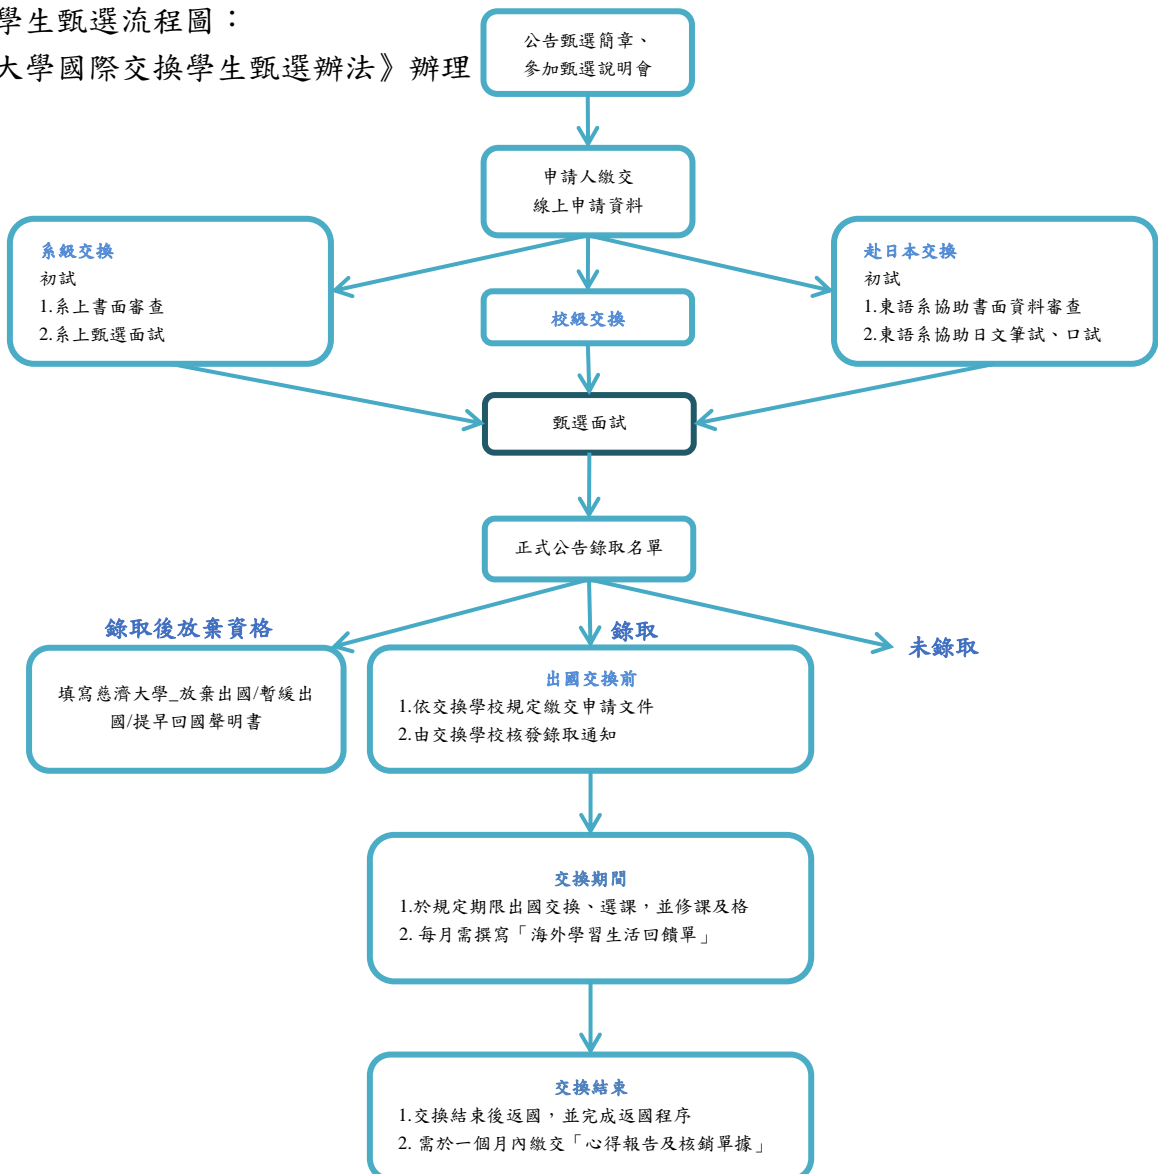 學生甄選流程圖：
大學國際交換學生甄選辦法》辦理
公告甄選簡章、
參加甄選說明會
申請人繳交
線上申請資料
系級交換
初試
1.系上書面審查
2.系上甄選面試
校級交換
赴日本交換
初試
1.東語系協助書面資料審查
2.東語系協助日文筆試、口試
甄選面試
正式公告錄取名單
錄取後放棄資格
錄取
未錄取
填寫慈濟大學_放棄出國/暫緩出
國/提早回國聲明書
出國交換前
1.依交換學校規定繳交申請文件
2.由交換學校核發錄取通知
交換期間
1.於規定期限出國交換、選課，並修課及格
2. 每月需撰寫「海外學習生活回饋單」
交換結束
1.交換結束後返國，並完成返國程序
2. 需於一個月內繳交「心得報告及核銷單據」